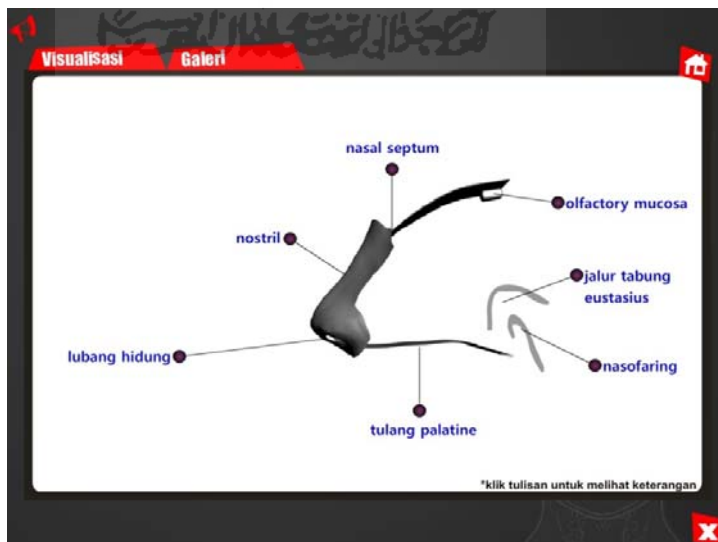 Visualisasi
Galeri
nasal septum
olfactory mucosa
nostril
jalur tabung
eustasius
lubang hidung
nasofaring
tulang palatine
*klik tulisan untuk melihat keterangan
X